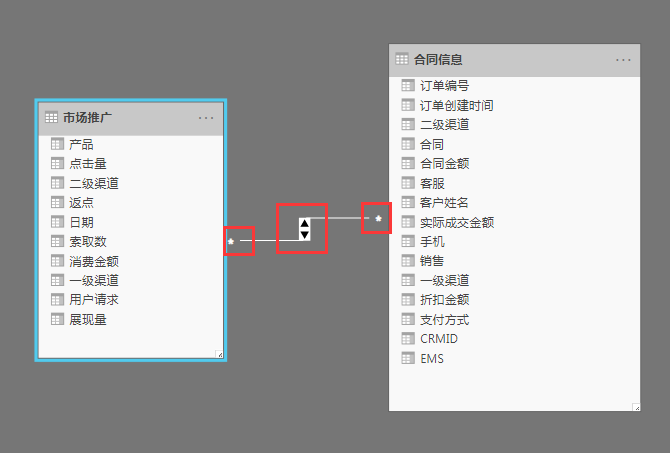 市场推广
产品
点击量
二级渠道
返点
日期
索取数
消费金额
一级渠道
用户请求
展现量
合同信息
订单编号
订单创建时间
二级渠道
合同
合同金额
客服
客户姓名
实际成交金额
手机
销售
一级渠道
折扣金额
支付方式
CRMID
EMS